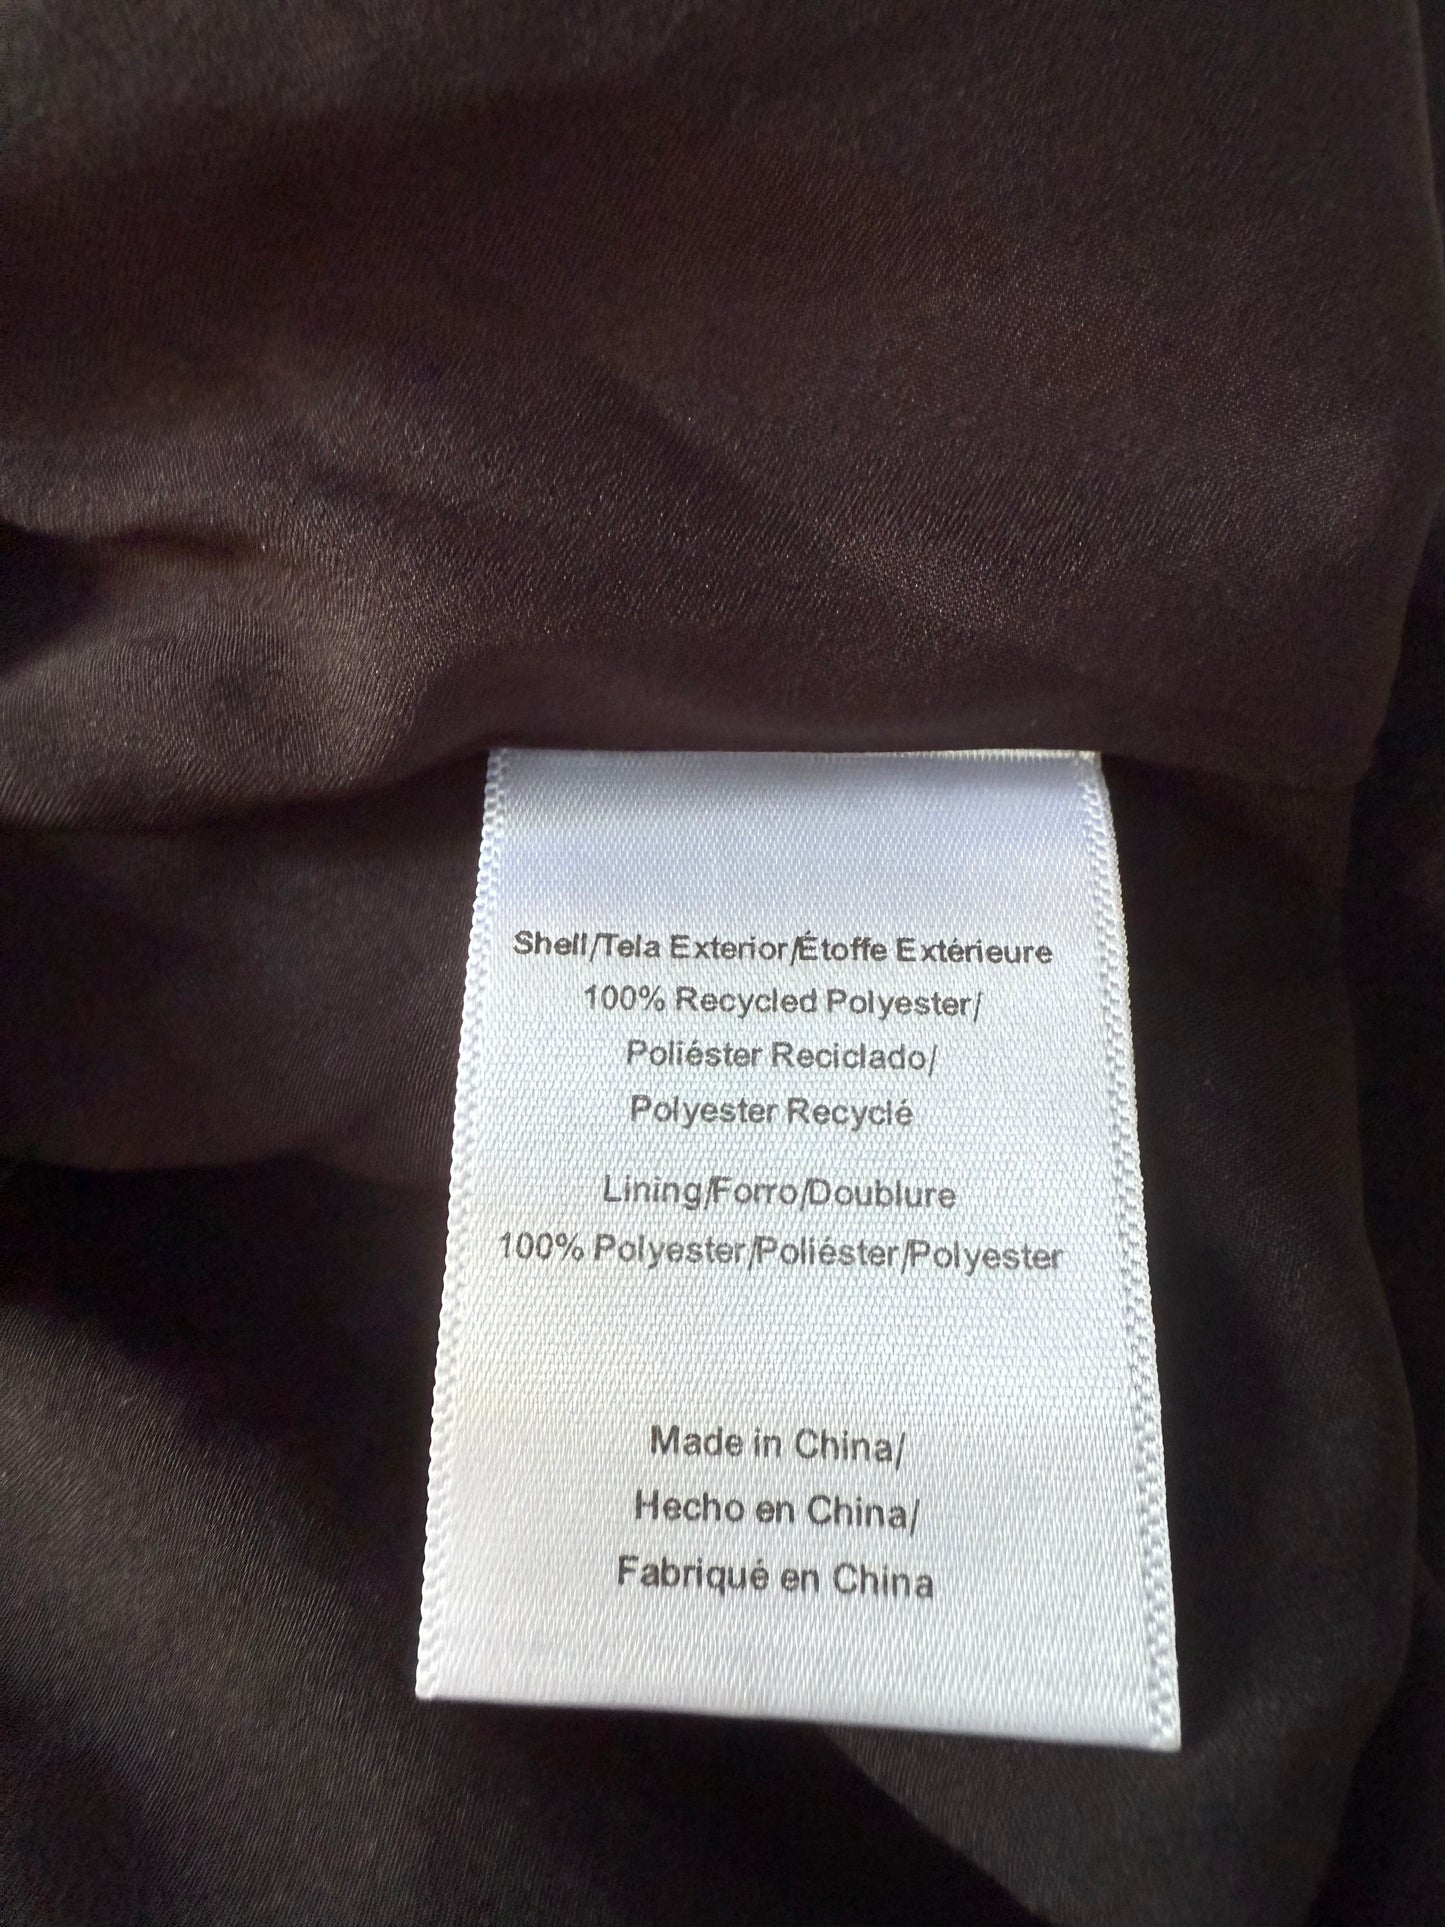 Shell/Tela Exterior/Étoffe Extérieure
100% Recycled Polyester/
Poliéster Reciclado/
Polyester Recyclé
Lining/Forro/Doublure
100% Polyester/Poliéster/Polyester
Made in China/
Hecho en China/
Fabriqué en China